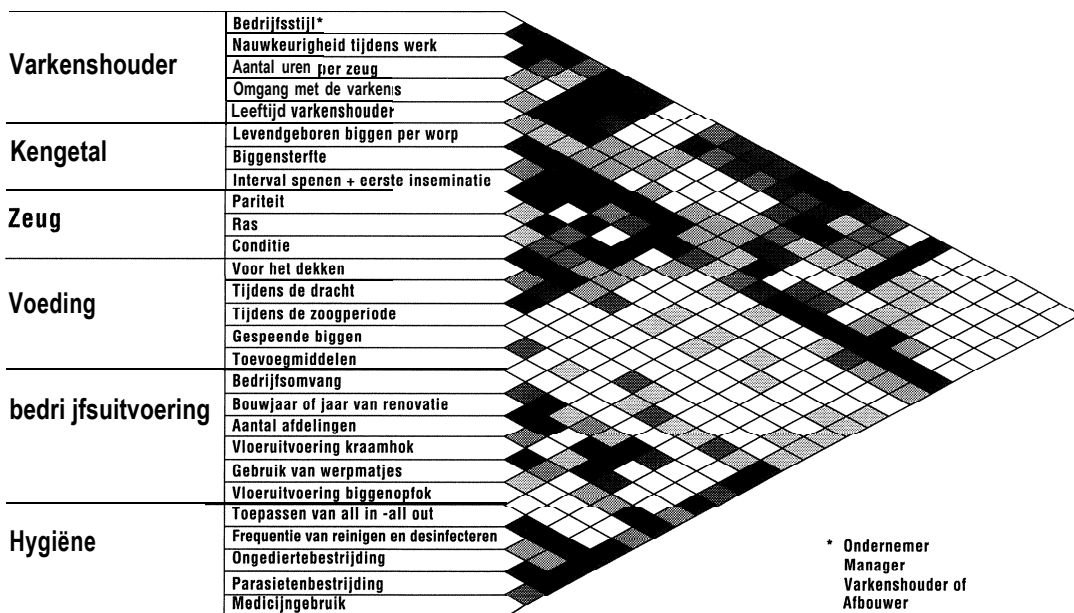 Varkenshouder
Bedrijfsstijl*
Nauwkeurigheid tijdens werk
Aantal uren per zeug
Omgang met de varkens
Leeftijd varkenshouder
Kengetal
Levendgeboren biggen per worp
Biggensterfte
Interval spenen + eerste inseminatie
Zeug
Pariteit
Ras
Conditie
Voeding
Voor het dekken
Tijdens de dracht
Tijdens de zoogperiode
Gespeende biggen
Toevoegmiddelen
bedri jfsuitvoering
Bedrijfsomvang
Bouwjaar of jaar van renovatie
Aantal afdelingen
Vloeruitvoering kraamhok
Gebruik van werpmatjes
Vloeruitvoering biggenopfok
Hygiëne
Toepassen van all in -all out
Frequentie van reinigen en desinfecteren
Ongediertebestrijding
Parasietenbestrijding
Medicijngebruik
* Ondernemer
Manager
Varkenshouder of
Afbouwer